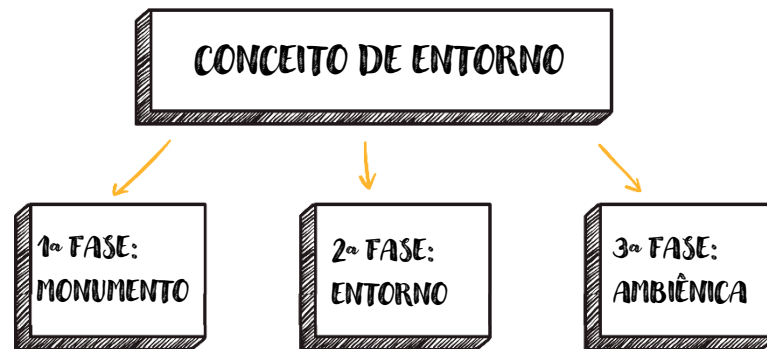 CONCEITO DE ENTORNO
1ª FASE:
MONUMENTO
2ª FASE:
ENTORNO
3ª FASE:
AMBIÊNICA